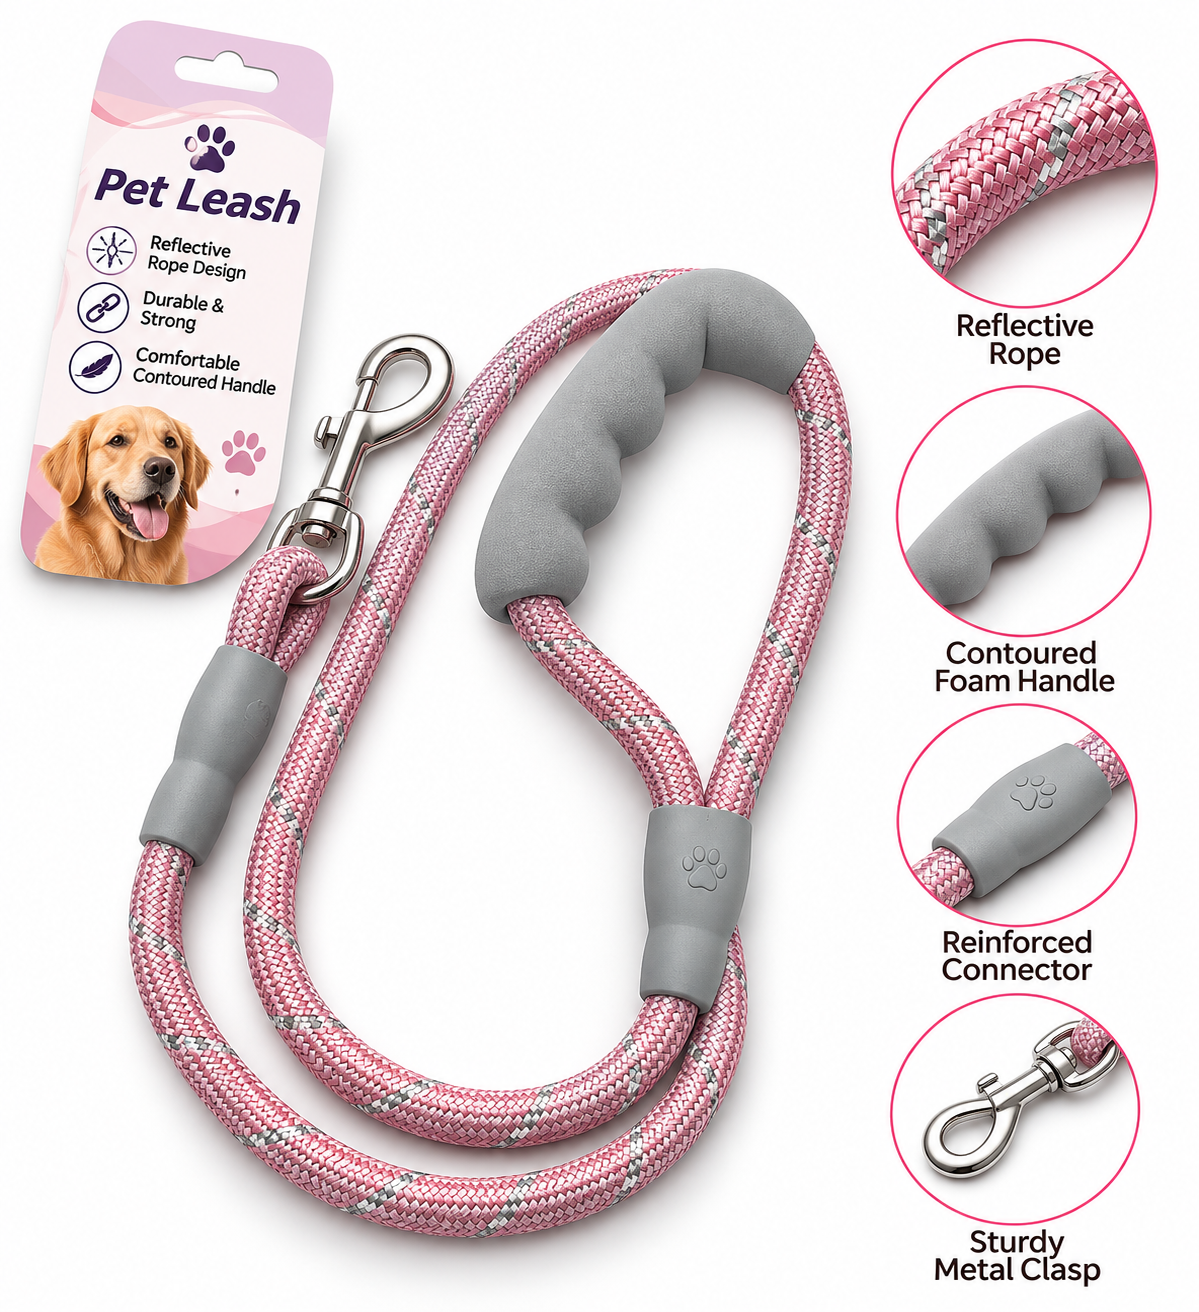 Pet Leash
Reflective
Rope Design
Durable &
Strong
Comfortable
Contoured Handle
Reflective
Rope
Contoured
Foam Handle
Reinforced
Connector
Sturdy
Metal Clasp